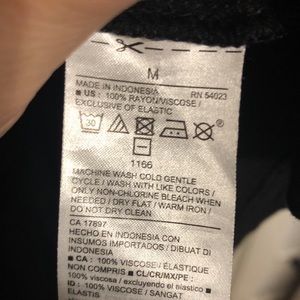 M
MADE IN INDONESIA RN 54023
■ US : 100% RAYON/VISCOSE /
EXCLUSIVE OF ELASTIC
30
1166
MACHINE WASH COLD GENTLE
CYCLE / WASH WITH LIKE COLORS /
ONLY NON-CHLORINE BLEACH WHEN
NEEDED / DRY FLAT / WARM IRON /
DO NOT DRY CLEAN
CA 17897
HECHO EN INDONESIA CON
INSUMOS IMPORTADOS / DIBUAT DI
INDONESIA
■ CA : 100% VISCOSE / ÉLASTIQUE
NON COMPRIS ■ CL/CR/MX/PE :
100% viscosa / excluyendo el elástico
■ ID : 100% VISCOSE / SANGAT
ELASTIS